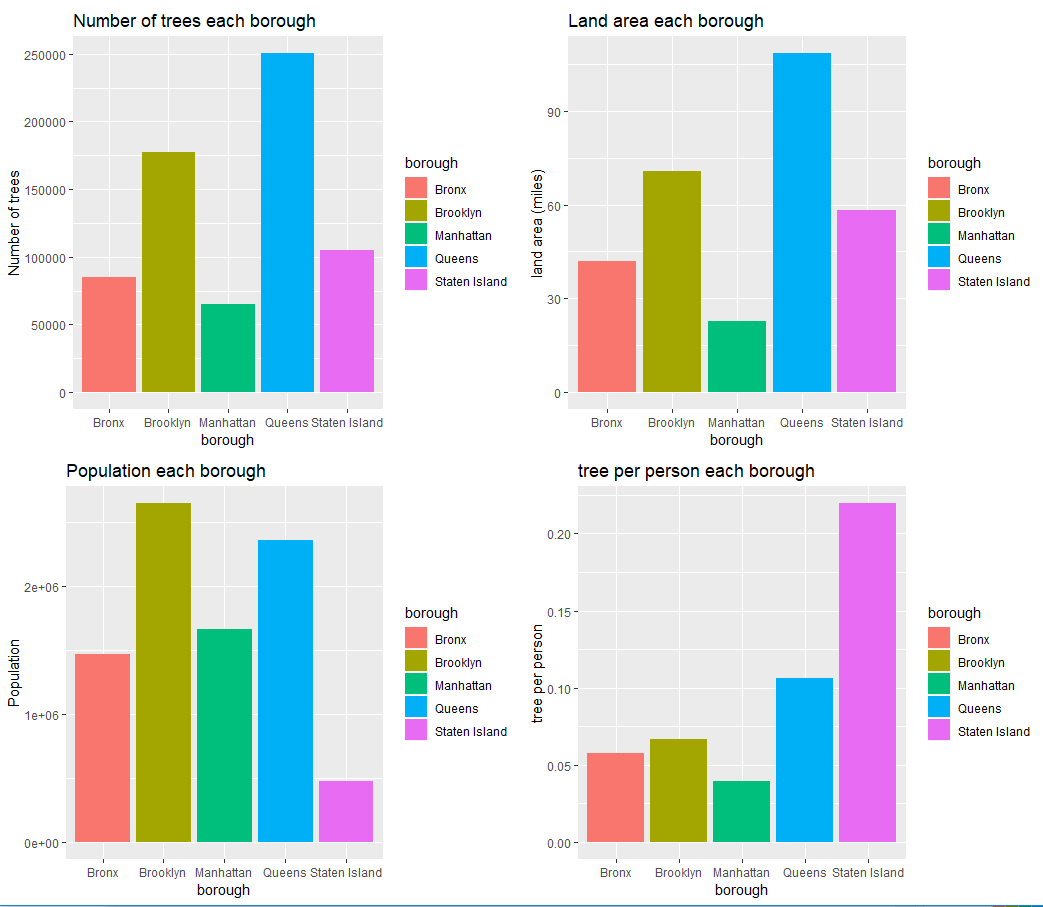 Number of trees each borough
Number of trees
250000
200000
150000
100000
50000
0
Bronx Brooklyn Manhattan Queens Staten Island
borough
borough
Bronx
Brooklyn
Manhattan
Queens
Staten Island
Land area each borough
land area (miles)
90
60
30
0
Bronx Brooklyn Manhattan Queens Staten Island
borough
borough
Bronx
Brooklyn
Manhattan
Queens
Staten Island
Population each borough
Population
2e+06
1e+06
0e+00
Bronx Brooklyn Manhattan Queens Staten Island
borough
borough
Bronx
Brooklyn
Manhattan
Queens
Staten Island
tree per person each borough
tree per person
0.20
0.15
0.10
0.05
0.00
Bronx Brooklyn Manhattan Queens Staten Island
borough
borough
Bronx
Brooklyn
Manhattan
Queens
Staten Island